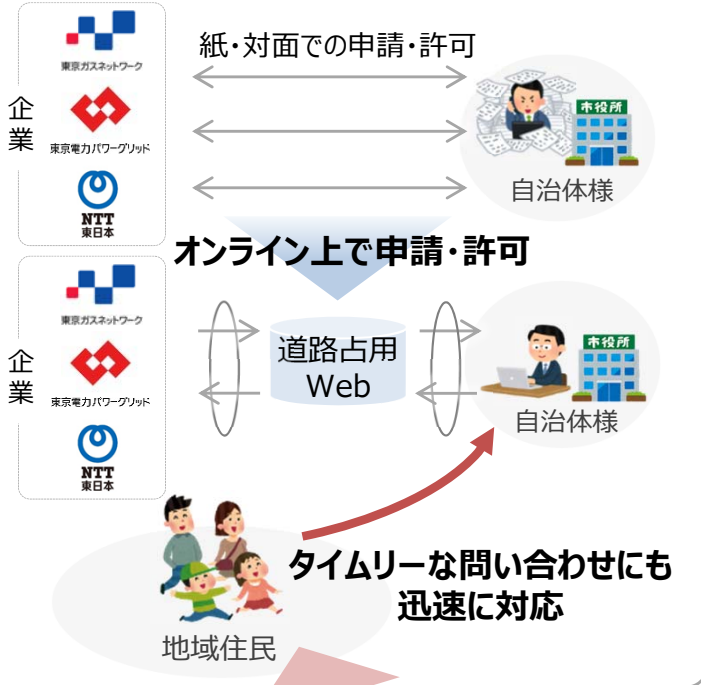 紙・対面での申請・許可
企業
東京ガスネットワーク
東京電力パワーグリッド
NTT
東日本
市役所
自治体様
オンライン上で申請・許可
企業
東京ガスネットワーク
東京電力パワーグリッド
NTT
東日本
道路占用
Web
市役所
自治体様
タイムリーな問い合わせにも
迅速に対応
地域住民